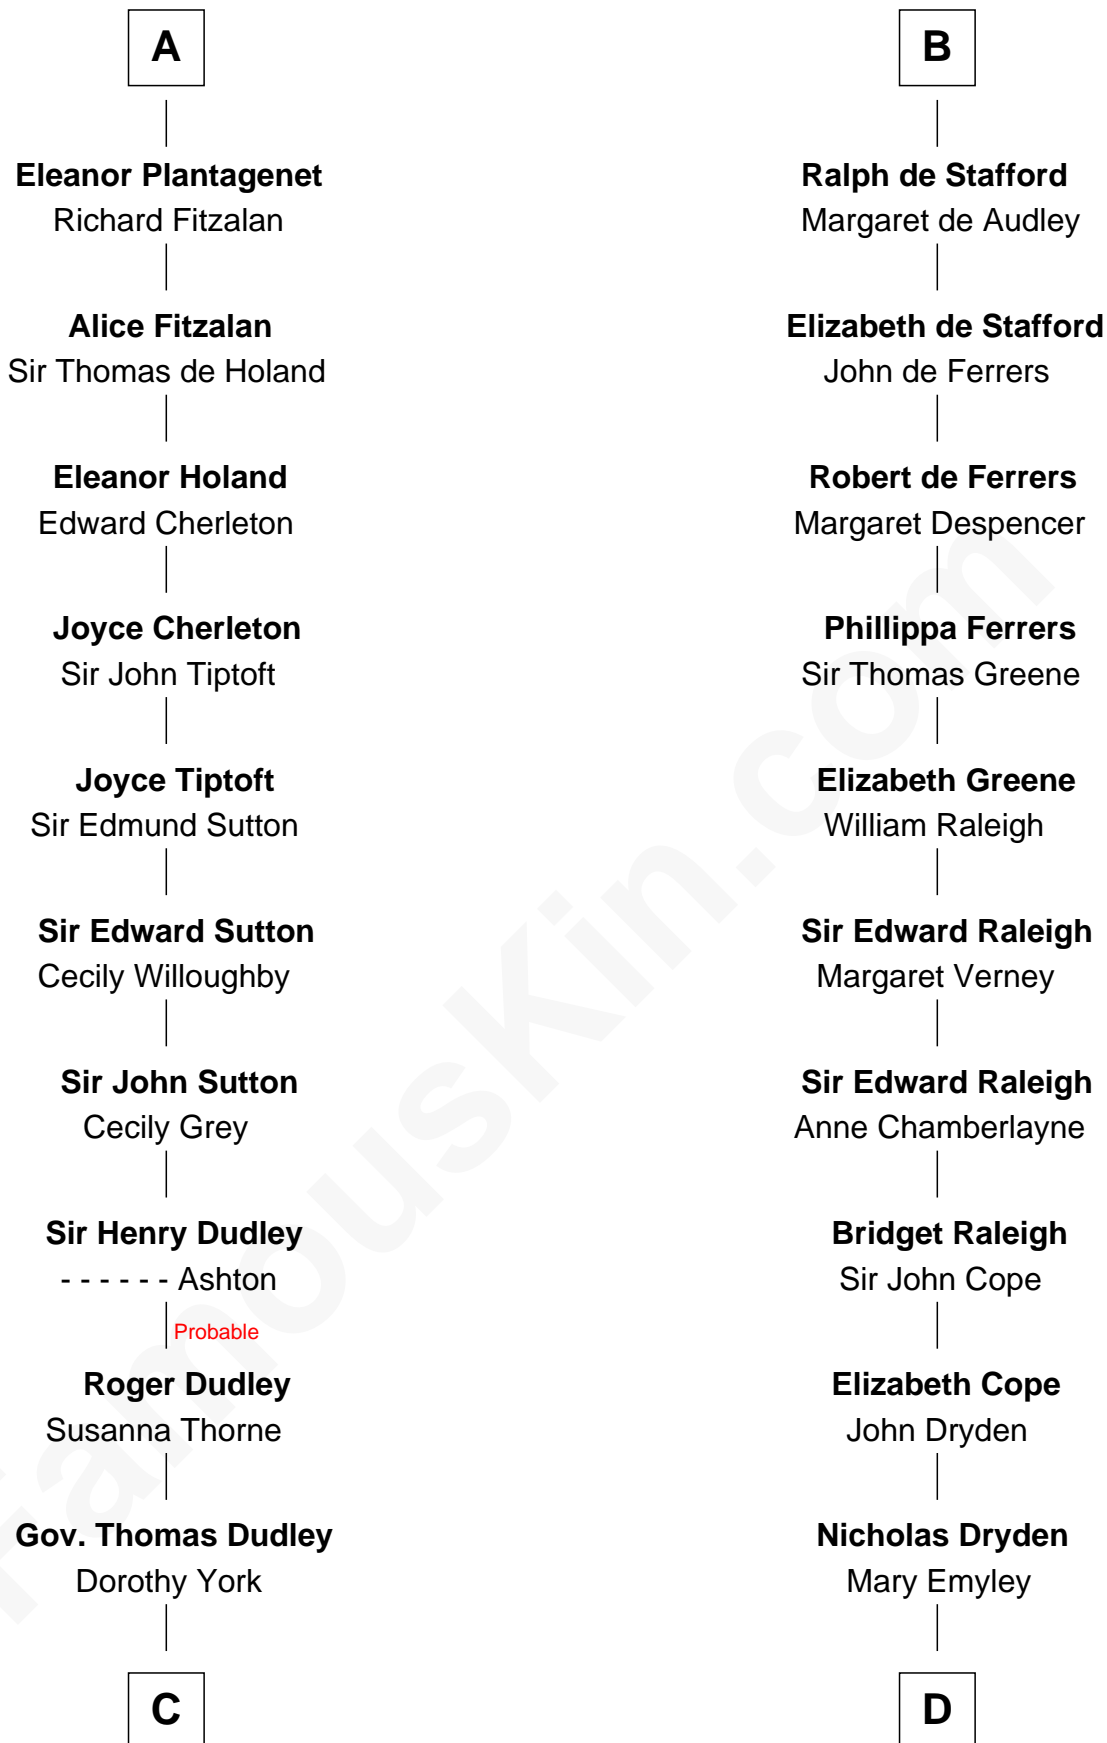 A
Eleanor Plantagenet
Richard Fitzalan
Alice Fitzalan
Sir Thomas de Holand
Eleanor Holand
Edward Cherleton
Joyce Cherleton
Sir John Tiptoft
Joyce Tiptoft
Sir Edmund Sutton
Sir Edward Sutton
Cecily Willoughby
Sir John Sutton
Cecily Grey
Sir Henry Dudley
- - - - - - Ashton
Probable
Roger Dudley
Susanna Thorne
Gov. Thomas Dudley
Dorothy York
C
B
Ralph de Stafford
Margaret de Audley
Elizabeth de Stafford
John de Ferrers
Robert de Ferrers
Margaret Despencer
Phillippa Ferrers
Sir Thomas Greene
Elizabeth Greene
William Raleigh
Sir Edward Raleigh
Margaret Verney
Sir Edward Raleigh
Anne Chamberlayne
Bridget Raleigh
Sir John Cope
Elizabeth Cope
John Dryden
Nicholas Dryden
Mary Emyley
D
FamousKin.com